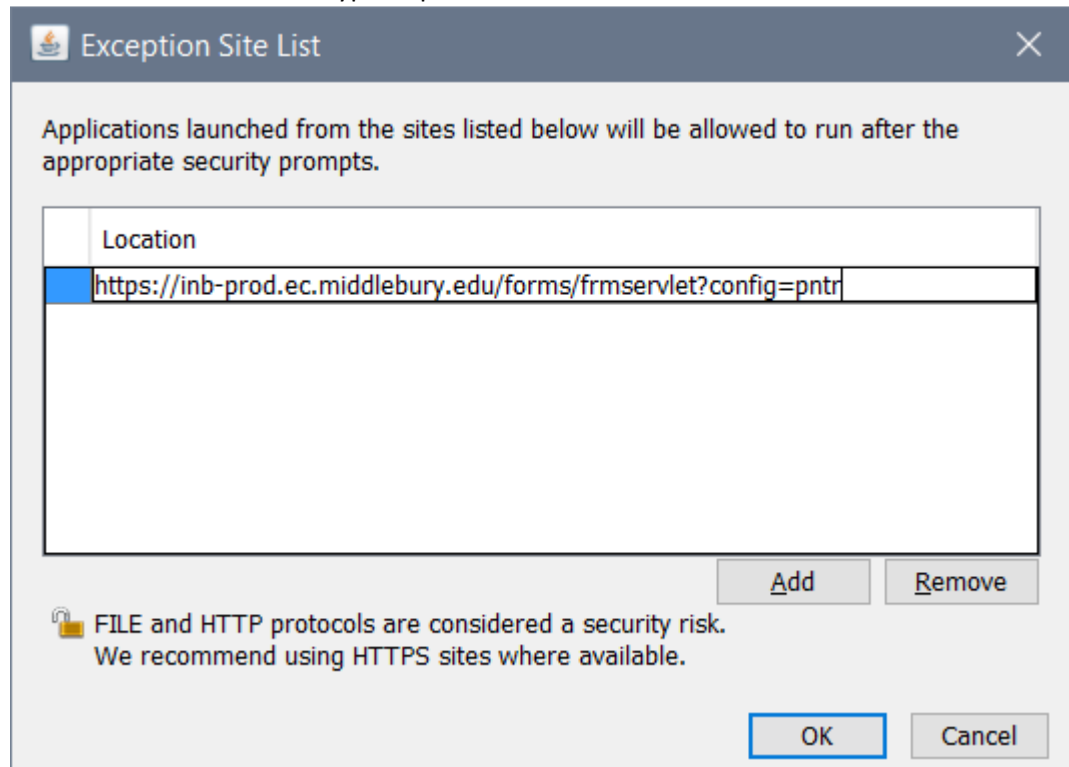 Exception Site List
Applications launched from the sites listed below will be allowed to run after the
appropriate security prompts.
Location
https://inb-prod.ec.middlebury.edu/forms/frmservlet?config=pntr
Add
Remove
FILE and HTTP protocols are considered a security risk.
We recommend using HTTPS sites where available.
OK
Cancel